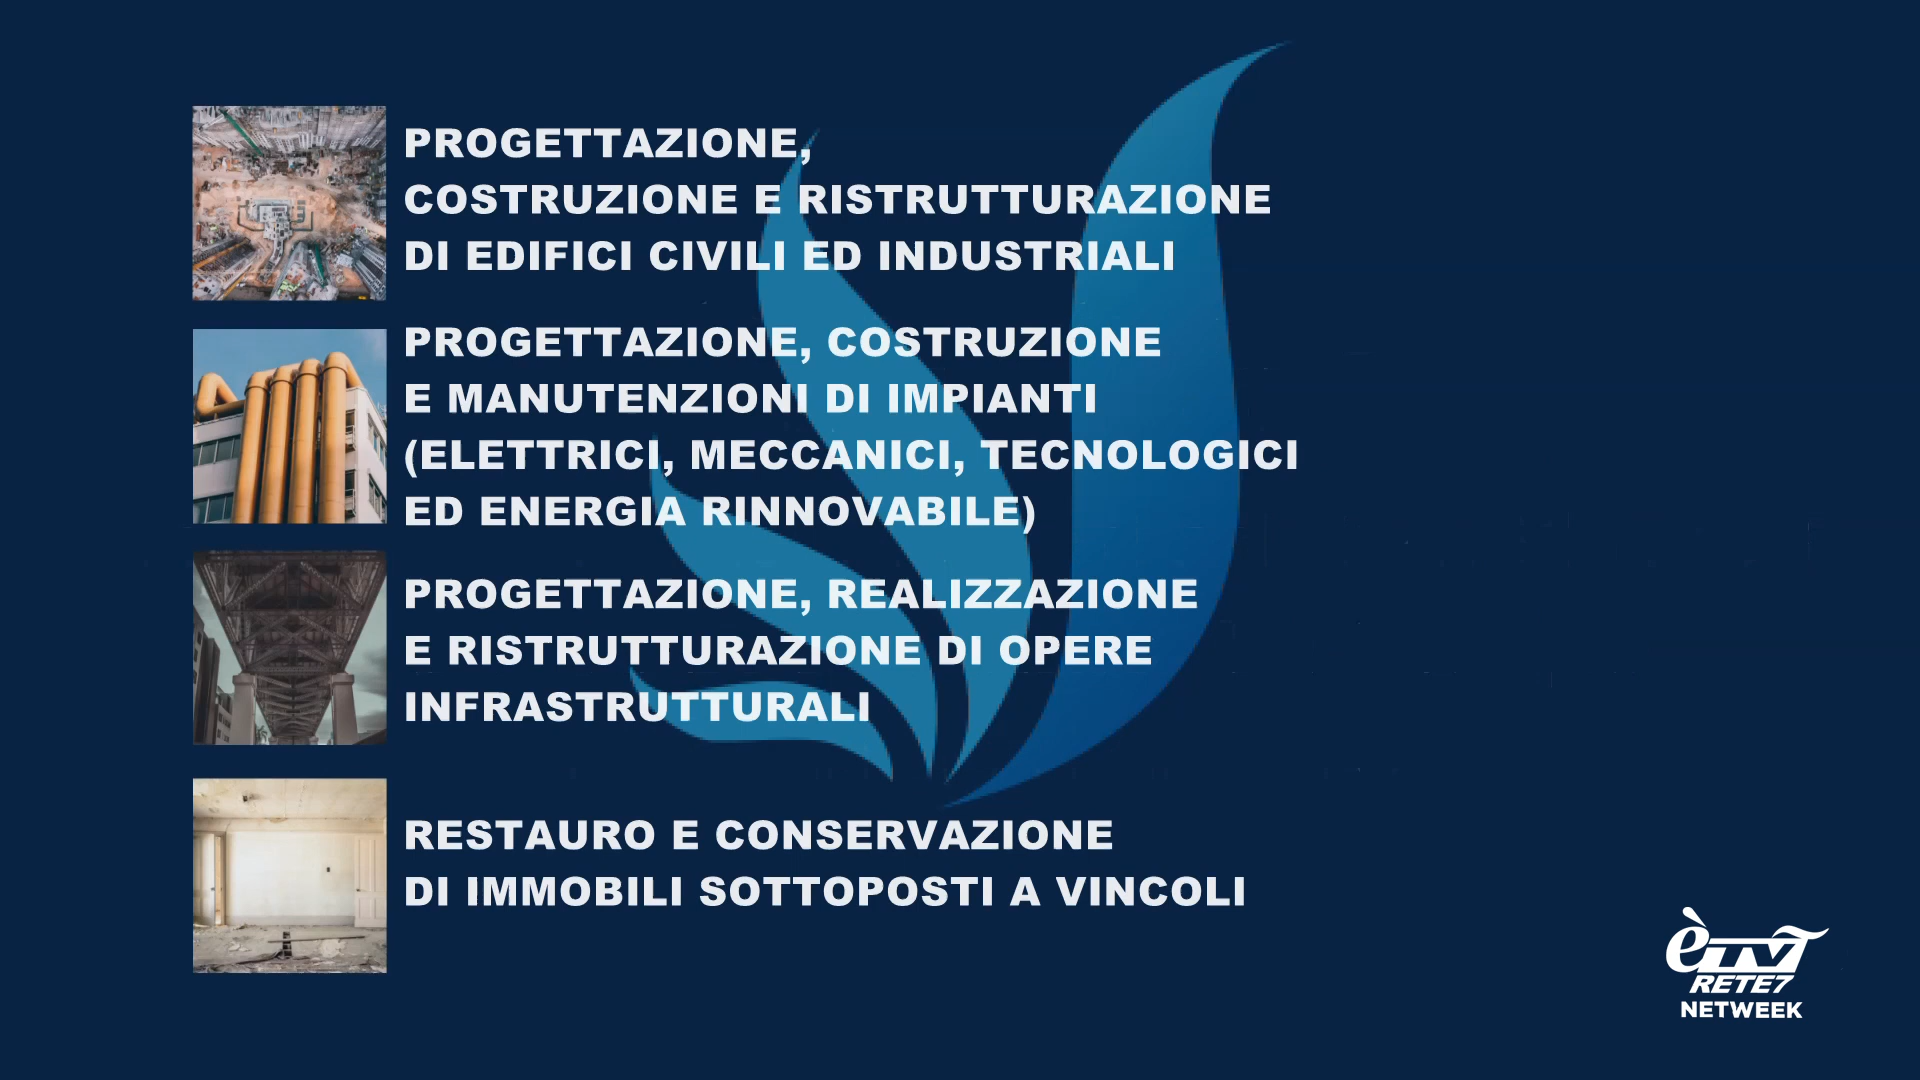 PROGETTAZIONE,
COSTRUZIONE E RISTRUTTURAZIONE
DI EDIFICI CIVILI ED INDUSTRIALI
PROGETTAZIONE, COSTRUZIONE
E MANUTENZIONI DI IMPIANTI
(ELETTRICI, MECCANICI, TECNOLOGICI
ED ENERGIA RINNOVABILE)
PROGETTAZIONE, REALIZZAZIONE
E RISTRUTTURAZIONE DI OPERE
INFRASTRUTTURALI
RESTAURO E CONSERVAZIONE
DI IMMOBILI SOTTOPOSTI A VINCOLI
èTV
RETE7
NETWEEK